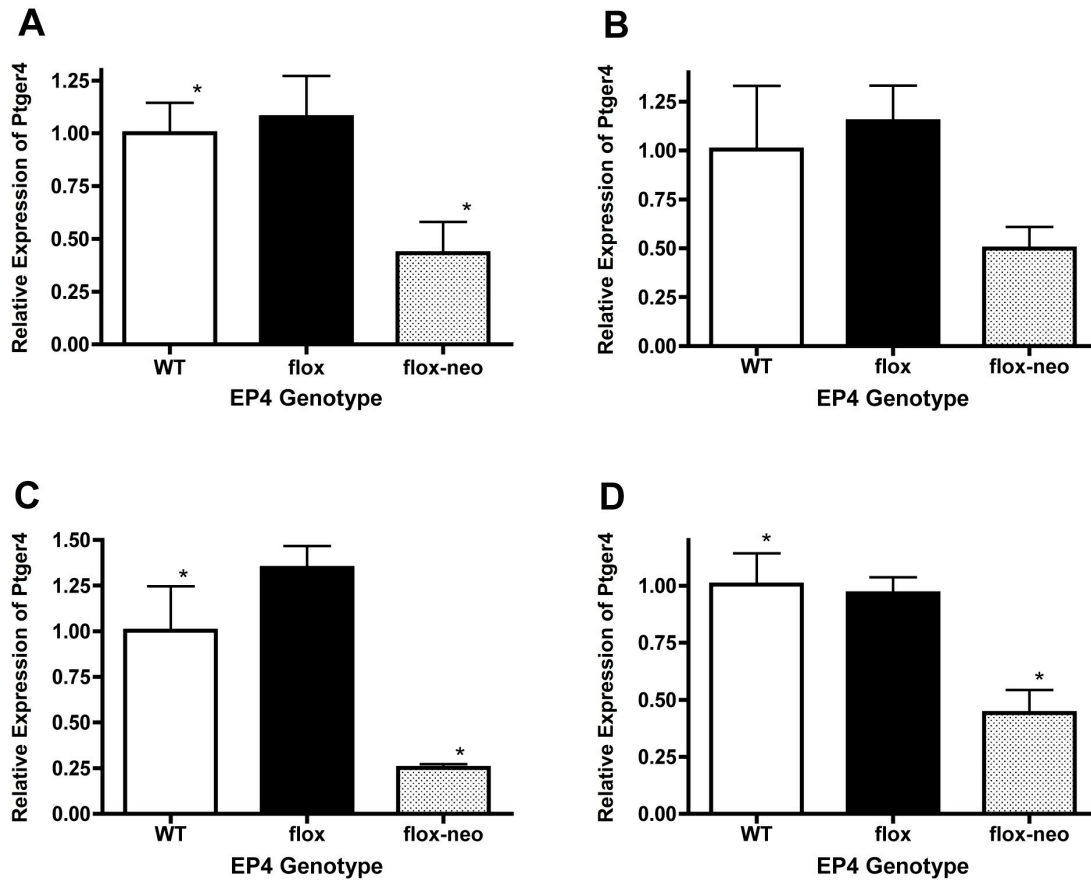 A
Relative Expression of Ptger4
1.25
*
1.00
0.75
*
0.50
0.25
0.00
WT flox flox-neo
EP4 Genotype
B
Relative Expression of Ptger4
1.25
1.00
0.75
0.50
0.25
0.00
WT flox flox-neo
EP4 Genotype
C
Relative Expression of Ptger4
1.50
1.25
*
1.00
0.75
0.50
*
0.25
0.00
WT flox flox-neo
EP4 Genotype
D
Relative Expression of Ptger4
*
1.00
0.75
*
0.50
0.25
0.00
WT flox flox-neo
EP4 Genotype